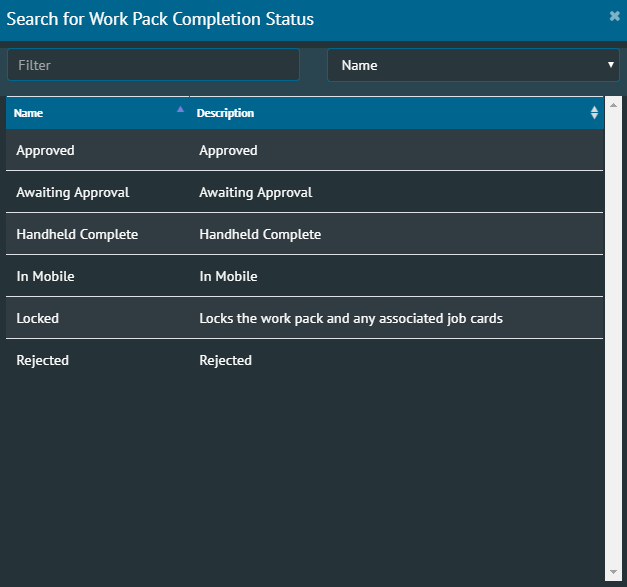 Search for Work Pack Completion Status
Filter
Name
Name Description
Approved Approved
Awaiting Approval Awaiting Approval
Handheld Complete Handheld Complete
In Mobile In Mobile
Locked Locks the work pack and any associated job cards
Rejected Rejected